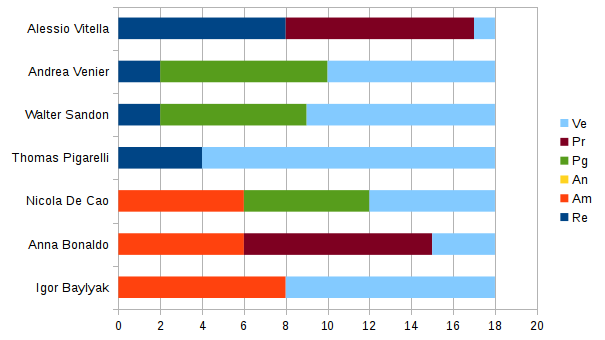 Alessio Vitella
Andrea Venier
Walter Sandon
Thomas Pigarelli
Nicola De Cao
Anna Bonaldo
Igor Baylyak
0 2 4 6 8 10 12 14 16 18 20
Ve
Pr
Pg
An
Am
Re